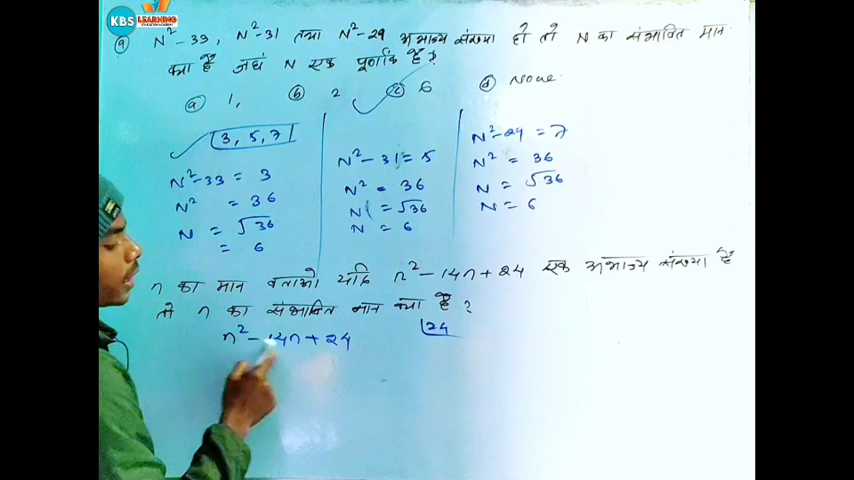 KBS LEARNING
Q N² - 33, N² - 31 तथा N² - 29 अभाज्य संख्या हो तो N का संभावित मान
क्या है जहां N एक पूर्णांक है?
(a) 1, (b) 2 (c) 6 (d) None
3, 5, 7
N² - 33 = 3
N² = 36
N = √36
= 6
N² - 31 = 5
N² = 36
N = √36
N = 6
N² - 29 = 7
N² = 36
N = √36
N = 6
n का मान बताओ यदि n² - 14n + 24 एक अभाज्य संख्या है
तो n का संभावित मान क्या है?
n² - 14n + 24
24